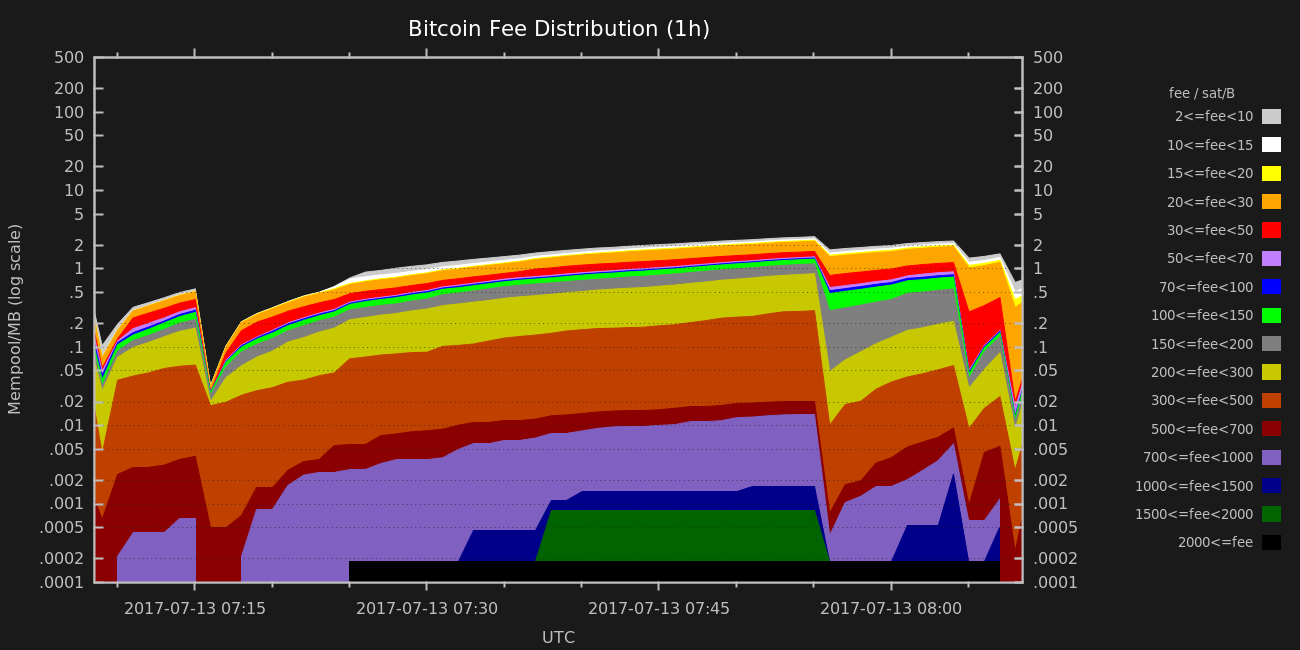 Bitcoin Fee Distribution (1h)
Mempool/MB (log scale)
500
200
100
50
20
10
5
2
1
.5
.2
.1
.05
.02
.01
.005
.002
.001
.0005
.0002
.0001
500
200
100
50
20
10
5
2
1
.5
.2
.1
.05
.02
.01
.005
.002
.001
.0005
.0002
.0001
2017-07-13 07:15
2017-07-13 07:30
2017-07-13 07:45
2017-07-13 08:00
UTC
fee / sat/B
2<=fee<10
10<=fee<15
15<=fee<20
20<=fee<30
30<=fee<50
50<=fee<70
70<=fee<100
100<=fee<150
150<=fee<200
200<=fee<300
300<=fee<500
500<=fee<700
700<=fee<1000
1000<=fee<1500
1500<=fee<2000
2000<=fee